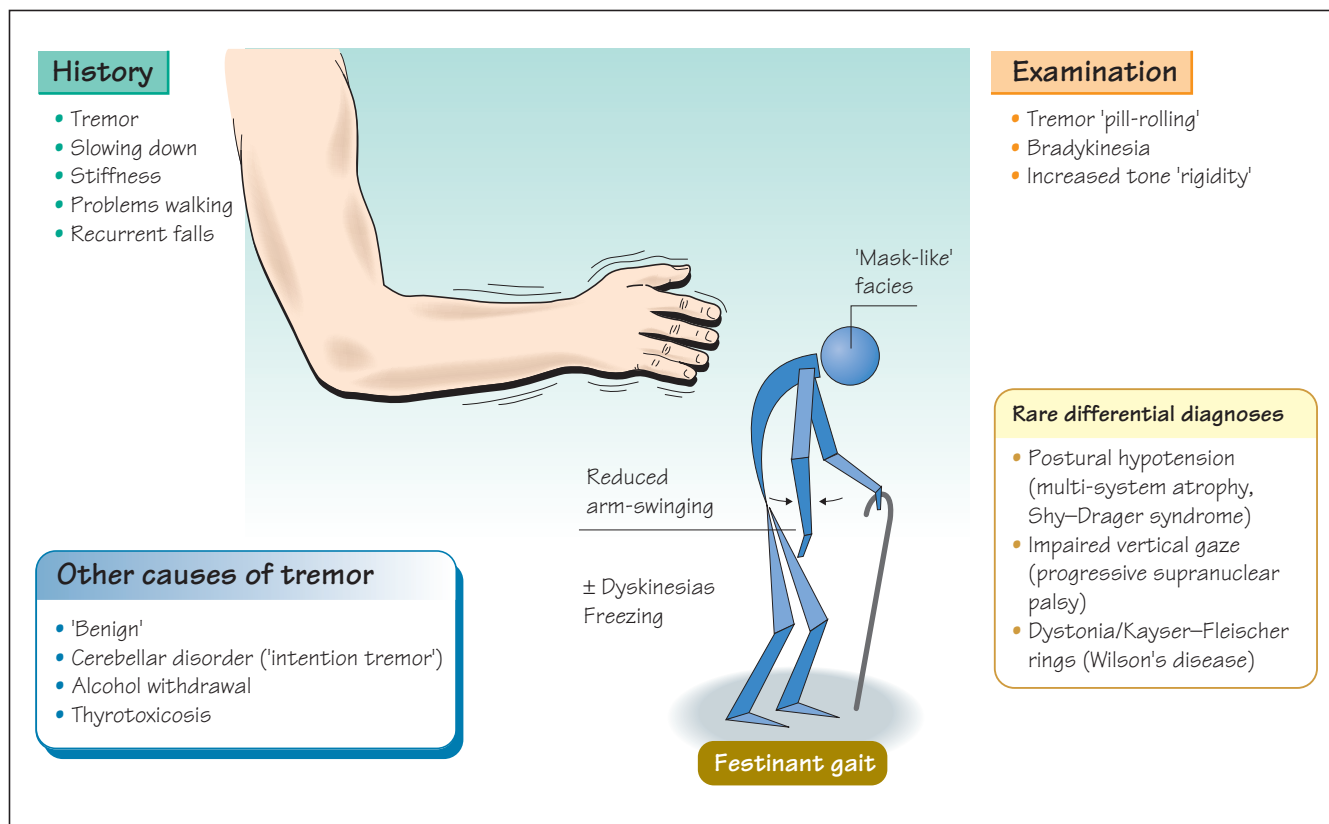 History
• Tremor
• Slowing down
• Stiffness
• Problems walking
• Recurrent falls
Examination
• Tremor 'pill-rolling'
• Bradykinesia
• Increased tone 'rigidity'
'Mask-like'
facies
Reduced
arm-swinging
± Dyskinesias
Freezing
Festinant gait
Other causes of tremor
• 'Benign'
• Cerebellar disorder ('intention tremor')
• Alcohol withdrawal
• Thyrotoxicosis
Rare differential diagnoses
• Postural hypotension
(multi-system atrophy,
Shy–Drager syndrome)
• Impaired vertical gaze
(progressive supranuclear
palsy)
• Dystonia/Kayser–Fleischer
rings (Wilson's disease)